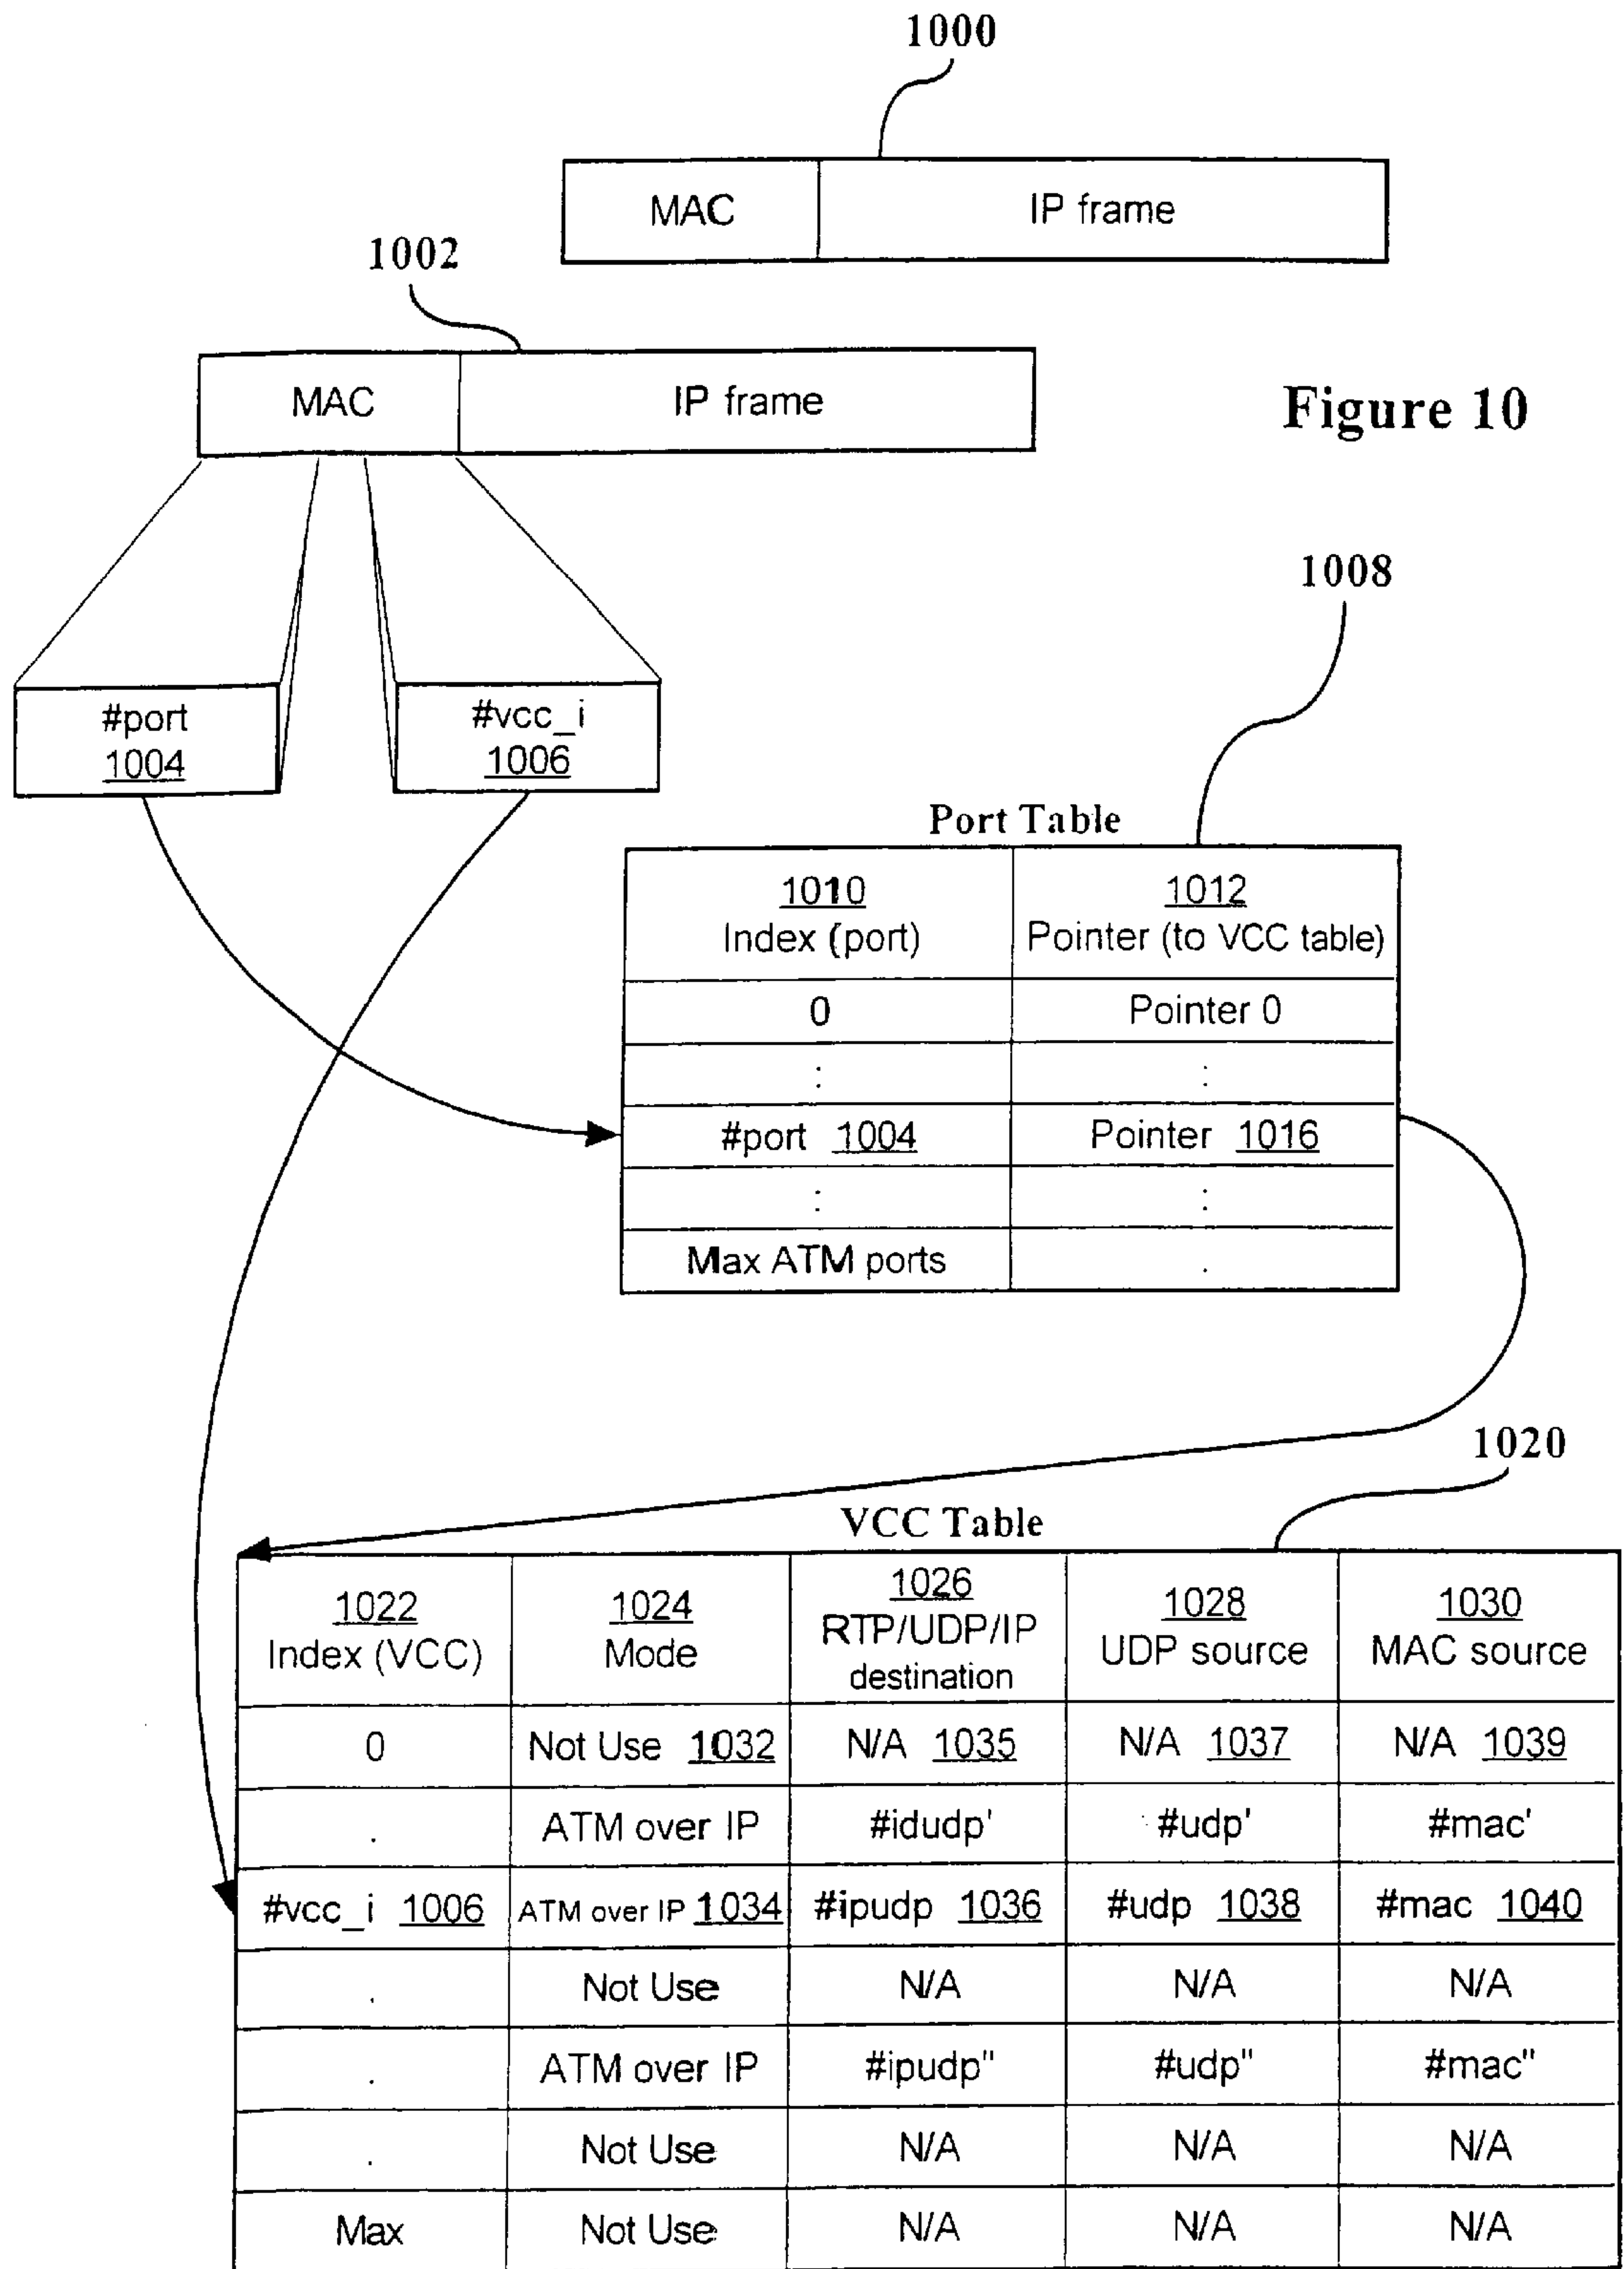 1000
MAC IP frame
1002
MAC IP frame
Figure 10
1008
#port
1004
#vcc_i
1006
Port Table
1010
Index (port)
1012
Pointer (to VCC table)
0 Pointer 0
: :
#port 1004 Pointer 1016
: :
Max ATM ports .
1020
VCC Table
1022
Index (VCC)
1024
Mode
1026
RTP/UDP/IP
destination
1028
UDP source
1030
MAC source
0 Not Use 1032 N/A 1035 N/A 1037 N/A 1039
. ATM over IP #idudp' #udp' #mac'
#vcc_i 1006 ATM over IP 1034 #ipudp 1036 #udp 1038 #mac 1040
. Not Use N/A N/A N/A
. ATM over IP #ipudp" #udp" #mac"
. Not Use N/A N/A N/A
Max Not Use N/A N/A N/A